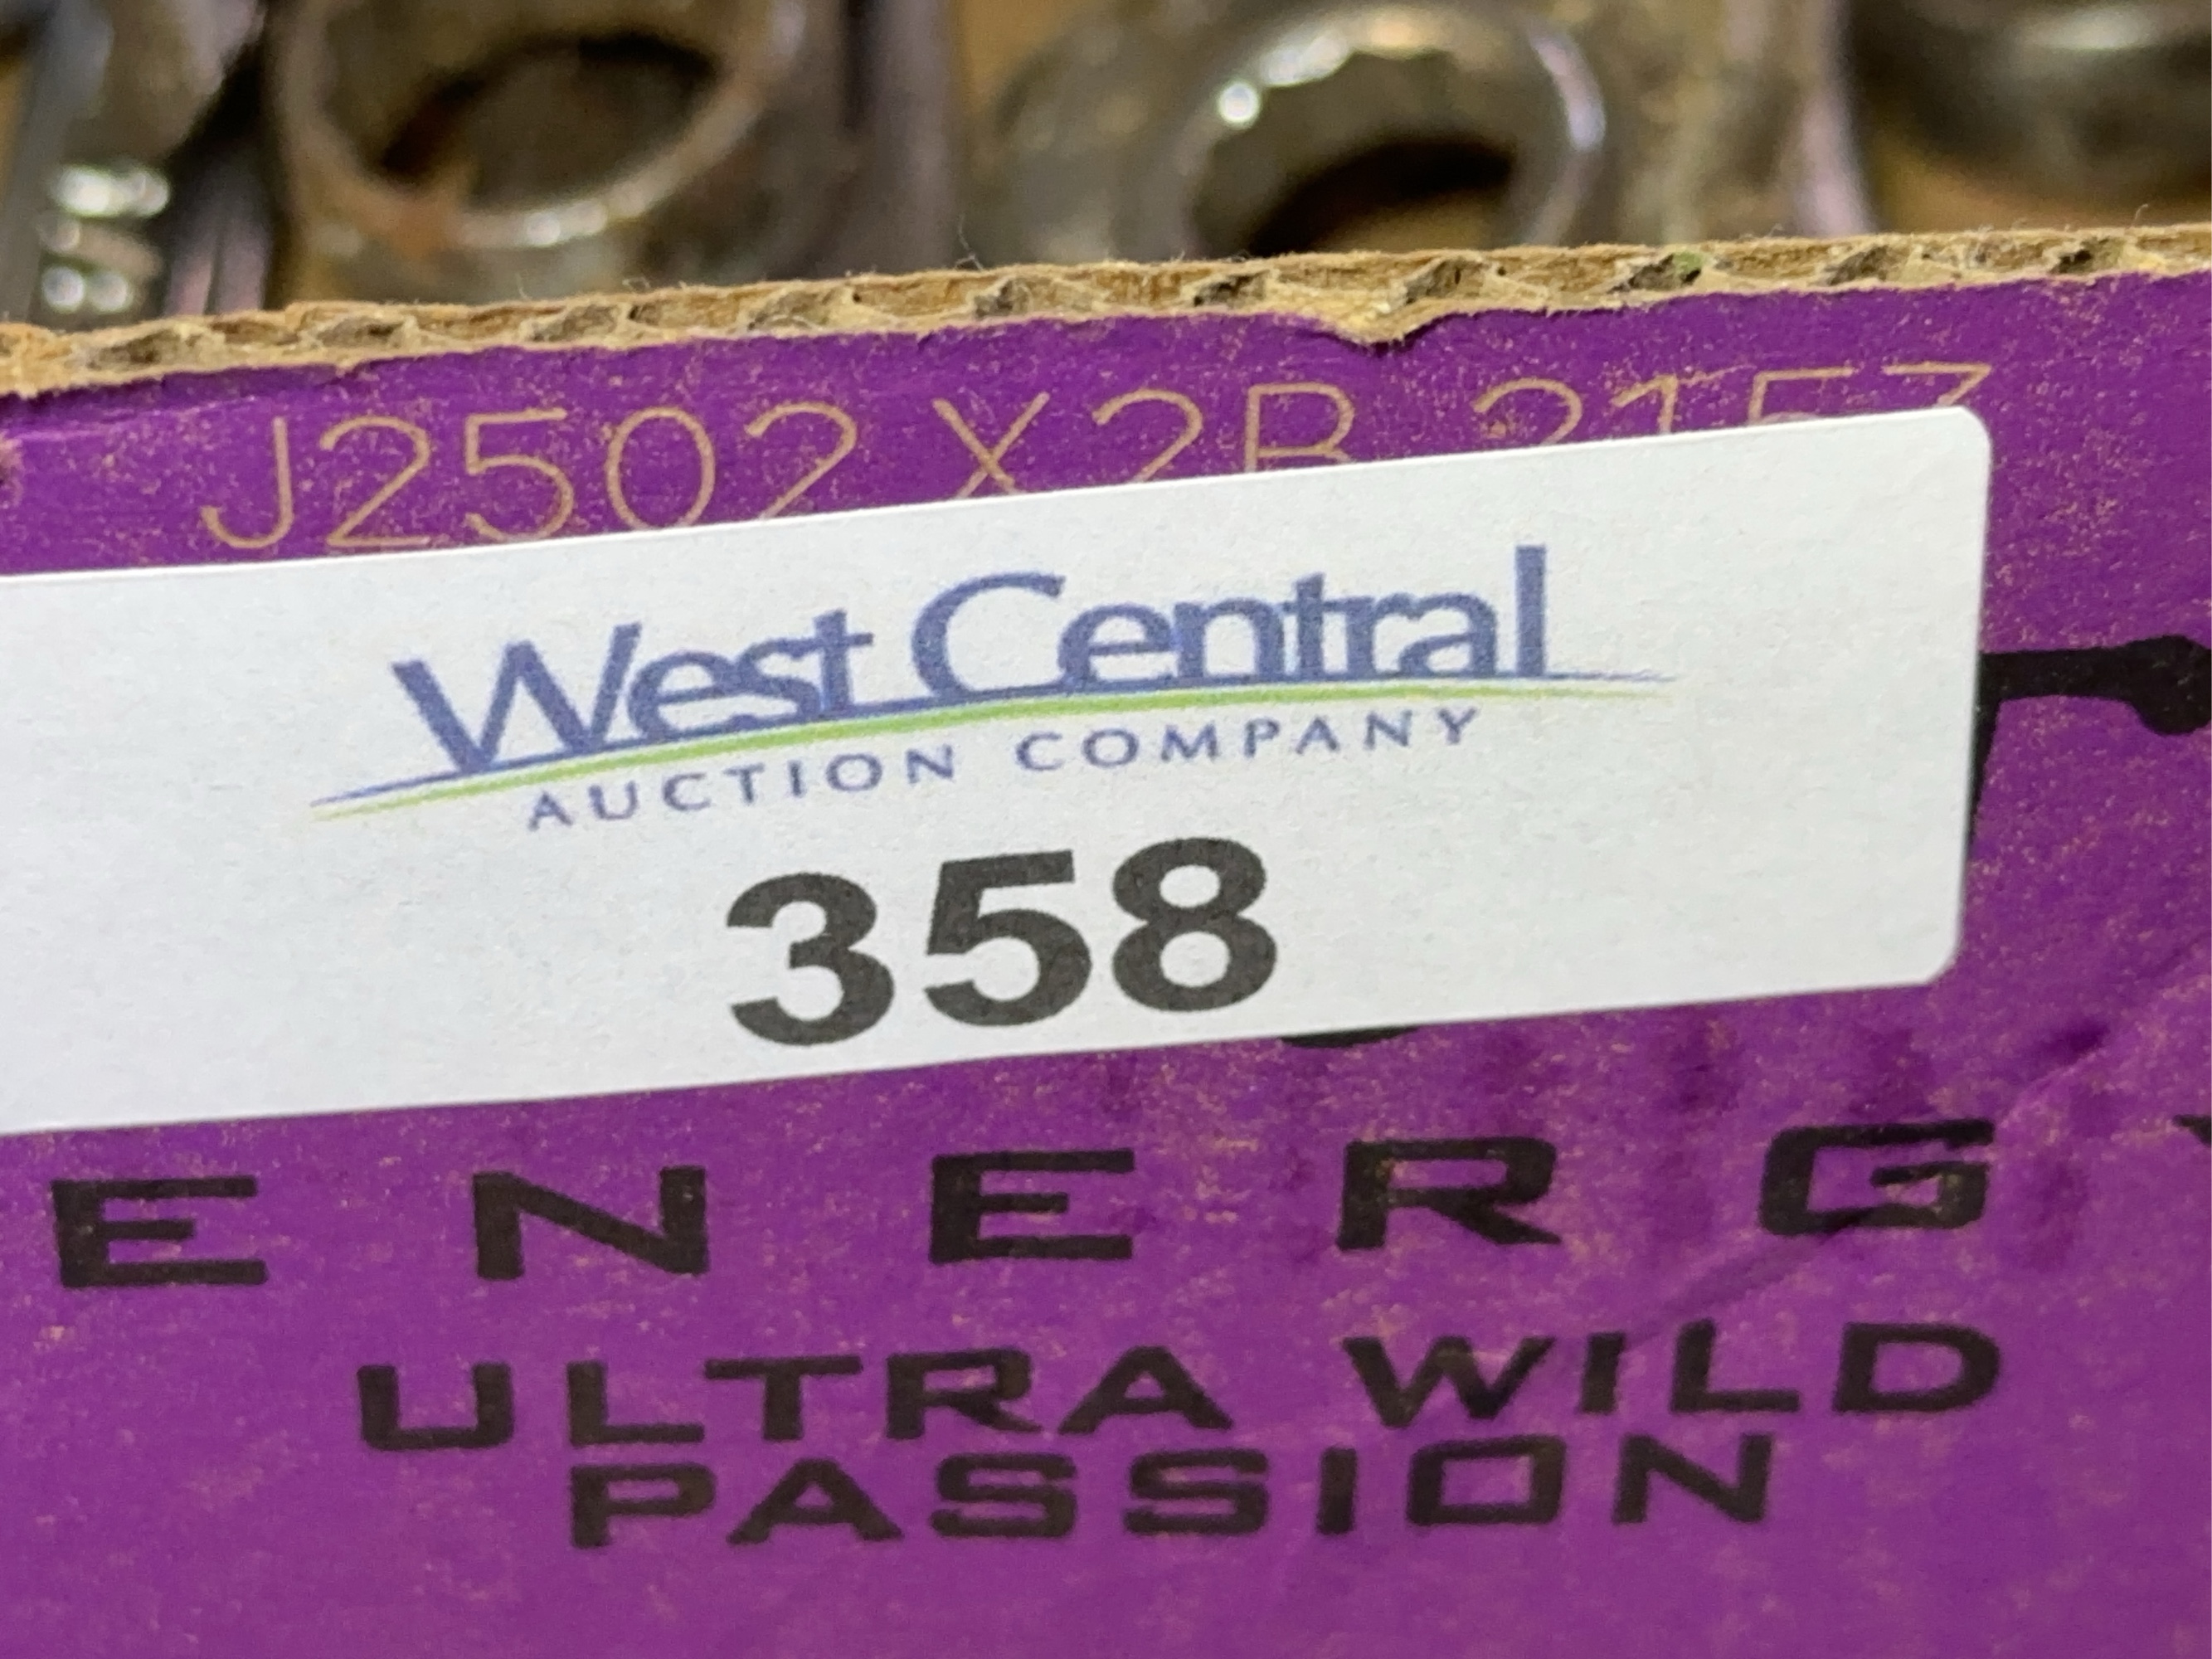 J2502 X2B 2157
West Central
AUCTION COMPANY
358
ENERG
ULTRA WILD
PASSION